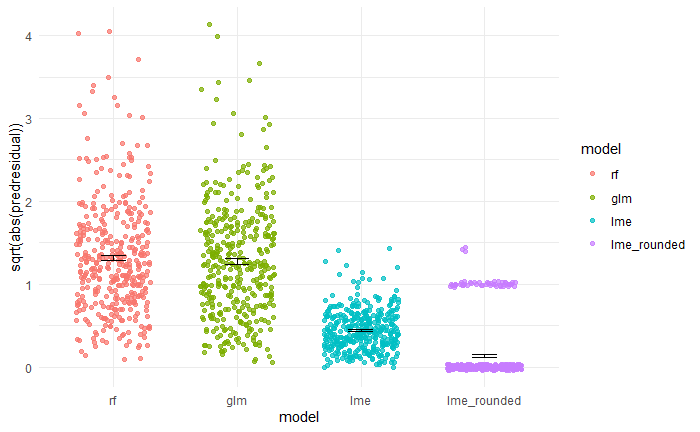 sqrt(abs(predresidual))
4
3
2
1
0
rf
glm
lme
lme_rounded
model
model
rf
glm
lme
lme_rounded